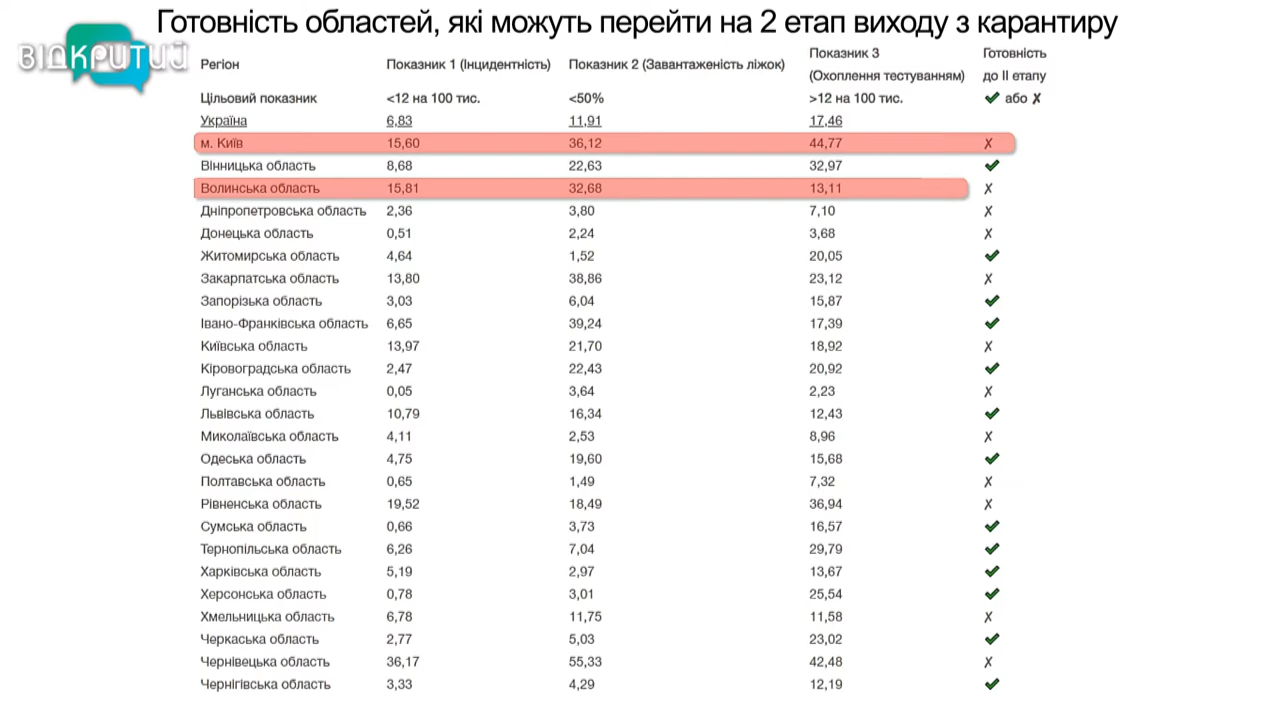 Готовність областей, які можуть перейти на 2 етап виходу з карантиру
ВІДКРИТИЙ
Регіон Показник 1 (Інцидентність) Показник 2 (Завантаженість ліжок) Показник 3 (Охоплення тестуванням) Готовність до ІІ етапу
Цільовий показник <12 на 100 тис. <50% >12 на 100 тис. ✔ або ✗
Україна 6,83 11,91 17,46
м. Київ 15,60 36,12 44,77 ✗
Вінницька область 8,68 22,63 32,97 ✔
Волинська область 15,81 32,68 13,11 ✗
Дніпропетровська область 2,36 3,80 7,10 ✗
Донецька область 0,51 2,24 3,68 ✗
Житомирська область 4,64 1,52 20,05 ✔
Закарпатська область 13,80 38,86 23,12 ✗
Запорізька область 3,03 6,04 15,87 ✔
Івано-Франківська область 6,65 39,24 17,39 ✔
Київська область 13,97 21,70 18,92 ✗
Кіровоградська область 2,47 22,43 20,92 ✔
Луганська область 0,05 3,64 2,23 ✗
Львівська область 10,79 16,34 12,43 ✔
Миколаївська область 4,11 2,53 8,96 ✗
Одеська область 4,75 19,60 15,68 ✔
Полтавська область 0,65 1,49 7,32 ✗
Рівненська область 19,52 18,49 36,94 ✗
Сумська область 0,66 3,73 16,57 ✔
Тернопільська область 6,26 7,04 29,79 ✔
Харківська область 5,19 2,97 13,67 ✔
Херсонська область 0,78 3,01 25,54 ✔
Хмельницька область 6,78 11,75 11,58 ✗
Черкаська область 2,77 5,03 23,02 ✔
Чернівецька область 36,17 55,33 42,48 ✗
Чернігівська область 3,33 4,29 12,19 ✔